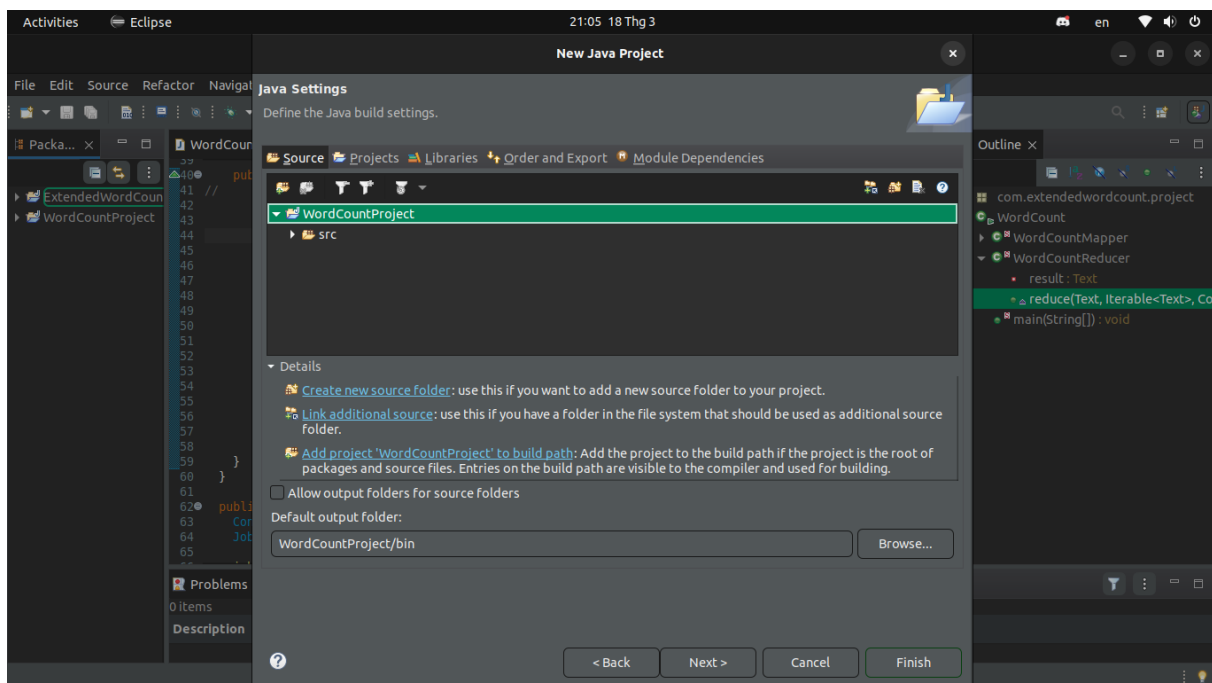 Activities Eclipse 21:05 18 Thg 3 en
New Java Project
File Edit Source Refactor Navigat
Java Settings
Define the Java build settings.
Packa... WordCoun
Source Projects Libraries Order and Export Module Dependencies
Outline
ExtendedWordCoun
WordCountProject
39
40 pub
41 //
42
43
44
45
46
47
48
49
50
51
52
53
54
55
56
57
58
59 }
60 }
61
62 publi
63 Cor
64 Job
65
WordCountProject
src
com.extendedwordcount.project
WordCount
WordCountMapper
WordCountReducer
result : Text
reduce(Text, Iterable<Text>, Co
main(String[]) : void
Details
Create new source folder: use this if you want to add a new source folder to your project.
Link additional source: use this if you have a folder in the file system that should be used as additional source
folder.
Add project 'WordCountProject' to build path: Add the project to the build path if the project is the root of
packages and source files. Entries on the build path are visible to the compiler and used for building.
Allow output folders for source folders
Default output folder:
WordCountProject/bin Browse...
Problems
0 items
Description
< Back Next > Cancel Finish